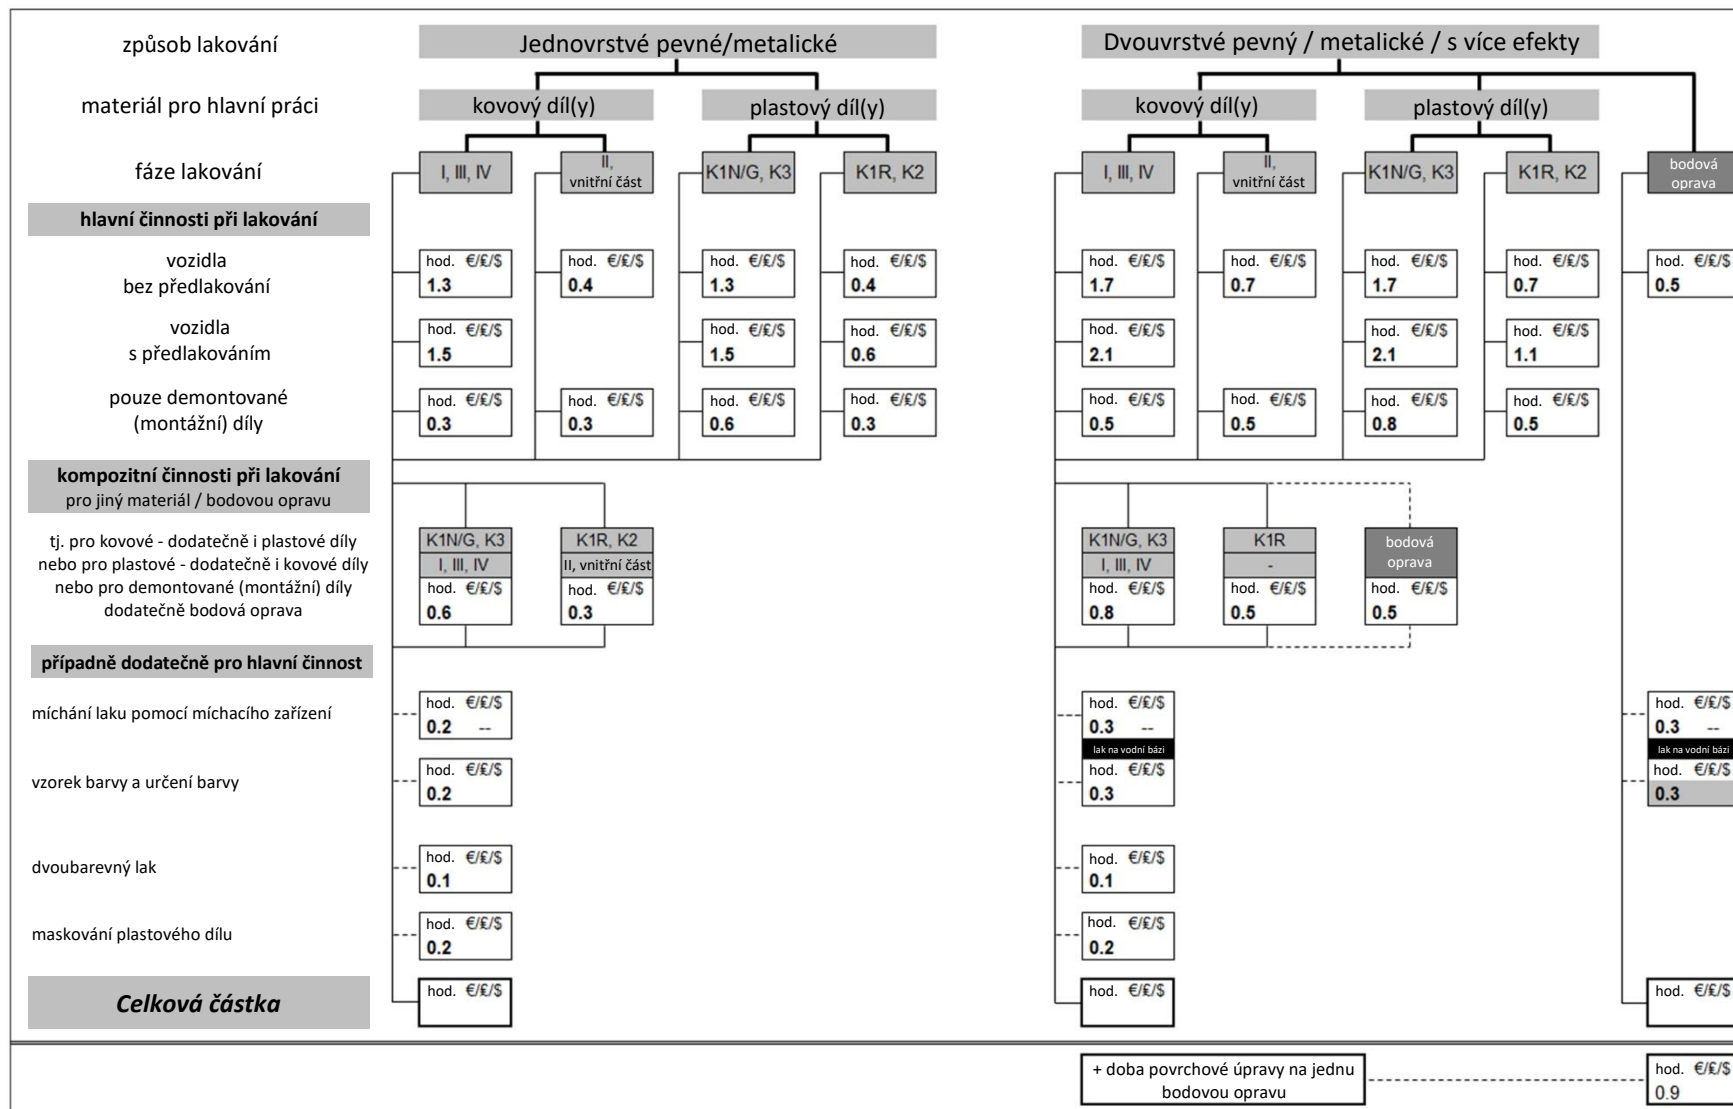 způsob lakování
Jednovrstvé pevné/metalické
Dvouvrstvé pevný / metalické / s více efekty
materiál pro hlavní práci
kovový díl(y)
plastový díl(y)
kovový díl(y)
plastový díl(y)
fáze lakování
I, III, IV
II,
vnitřní část
K1N/G, K3
K1R, K2
I, III, IV
II,
vnitřní část
K1N/G, K3
K1R, K2
bodová
oprava
hlavní činnosti při lakování
vozidla
bez předlakování
hod. €/£/$
1.3
hod. €/£/$
0.4
hod. €/£/$
1.3
hod. €/£/$
0.4
hod. €/£/$
1.7
hod. €/£/$
0.7
hod. €/£/$
1.7
hod. €/£/$
0.7
hod. €/£/$
0.5
vozidla
s předlakováním
hod. €/£/$
1.5
hod. €/£/$
1.5
hod. €/£/$
0.6
hod. €/£/$
2.1
hod. €/£/$
2.1
hod. €/£/$
1.1
pouze demontované
(montážní) díly
hod. €/£/$
0.3
hod. €/£/$
0.3
hod. €/£/$
0.6
hod. €/£/$
0.3
hod. €/£/$
0.5
hod. €/£/$
0.5
hod. €/£/$
0.8
hod. €/£/$
0.5
kompozitní činnosti při lakování
pro jiný materiál / bodovou opravu
tj. pro kovové - dodatečně i plastové díly
nebo pro plastové - dodatečně i kovové díly
nebo pro demontované (montážní) díly
dodatečně bodová oprava
K1N/G, K3
I, III, IV
hod. €/£/$
0.6
K1R, K2
II, vnitřní část
hod. €/£/$
0.3
K1N/G, K3
I, III, IV
hod. €/£/$
0.8
K1R
-
hod. €/£/$
0.5
bodová
oprava
hod. €/£/$
0.5
případně dodatečně pro hlavní činnost
míchání laku pomocí míchacího zařízení
hod. €/£/$
0.2 --
hod. €/£/$
0.3 --
lak na vodní bázi
hod. €/£/$
0.3 --
lak na vodní bázi
vzorek barvy a určení barvy
hod. €/£/$
0.2
hod. €/£/$
0.3
hod. €/£/$
0.3
dvoubarevný lak
hod. €/£/$
0.1
hod. €/£/$
0.1
maskování plastového dílu
hod. €/£/$
0.2
hod. €/£/$
0.2
Celková částka
hod. €/£/$
hod. €/£/$
hod. €/£/$
+ doba povrchové úpravy na jednu
bodovou opravu
hod. €/£/$
0.9